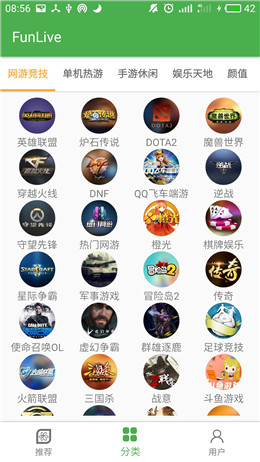 08:56
42
FunLive
网游竞技 单机热游 手游休闲 娱乐天地 颜值
英雄联盟 炉石传说 DOTA2 魔兽世界
穿越火线 DNF QQ飞车端游 逆战
守望先锋 热门网游 橙光 棋牌娱乐
星际争霸 军事游戏 冒险岛2 传奇
使命召唤OL 虚幻争霸 群雄逐鹿 足球竞技
火箭联盟 三国杀 战意 斗鱼游戏
推荐 分类 用户